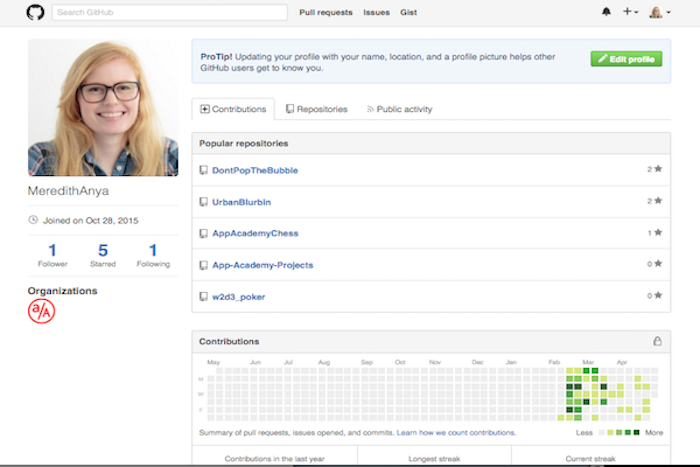 Search GitHub
Pull requests Issues Gist
ProTip! Updating your profile with your name, location, and a profile picture helps other
GitHub users get to know you.
Edit profile
Contributions Repositories Public activity
MeredithAnya
Joined on Oct 28, 2015
1 5 1
Follower Starred Following
Organizations
a/A
Popular repositories
DontPopTheBubble 2
UrbanBlurbin 2
AppAcademyChess 1
App-Academy-Projects 0
w2d3_poker 0
Contributions
May Jun Jul Aug Sep Oct Nov Dec Jan Feb Mar Apr
M
W
F
Summary of pull requests, issues opened, and commits. Learn how we count contributions. Less More
Contributions in the last year Longest streak Current streak